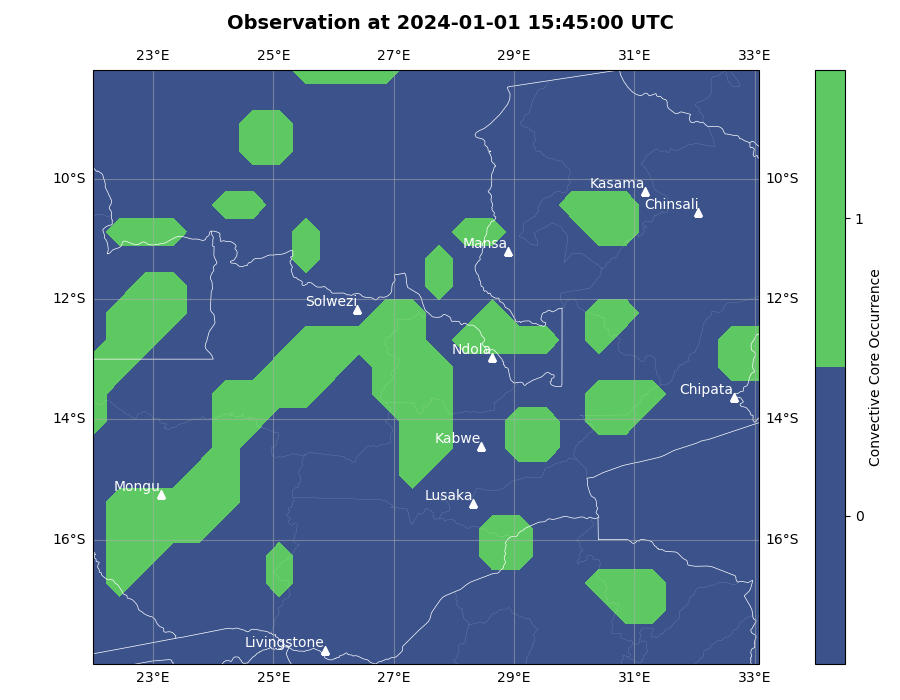 Observation at 2024-01-01 15:45:00 UTC
23°E 25°E 27°E 29°E 31°E 33°E
10°S 10°S
Kasama
Chinsali
1
Mansa
12°S 12°S
Solwezi
Ndola
Chipata
14°S 14°S
Kabwe
Mongu
Lusaka
0
16°S 16°S
Livingstone
23°E 25°E 27°E 29°E 31°E 33°E
Convective Core Occurrence